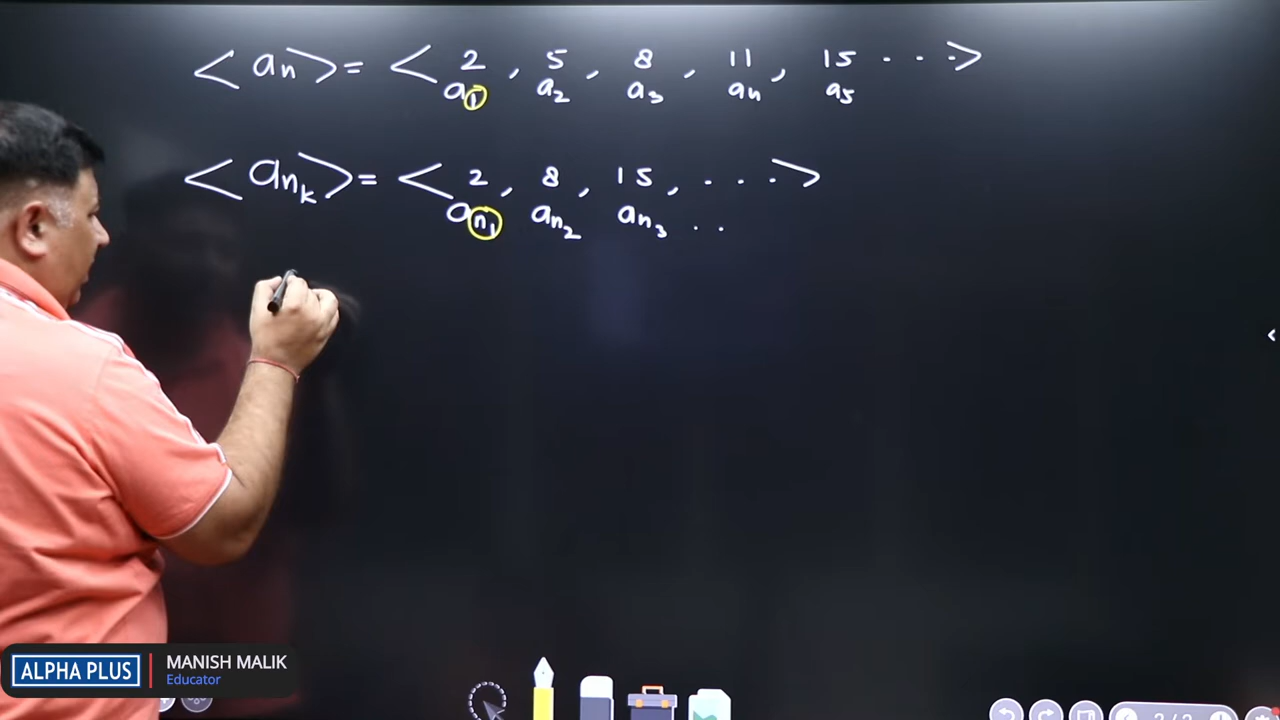 <aₙ> = < 2 , 5 , 8 , 11 , 15 . . . >
a₁ a₂ a₃ a₄ a₅
<aₙₖ> = < 2 , 8 , 15 , . . . >
aₙ₁ aₙ₂ aₙ₃ . .
ALPHA PLUS | MANISH MALIK
Educator